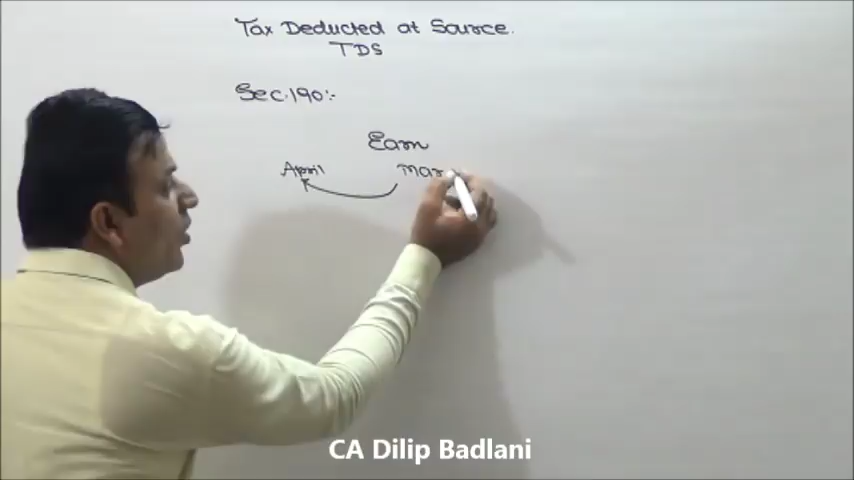 Tax Deducted at Source.
TDS
Sec.190:-
Earn
April Mar
CA Dilip Badlani